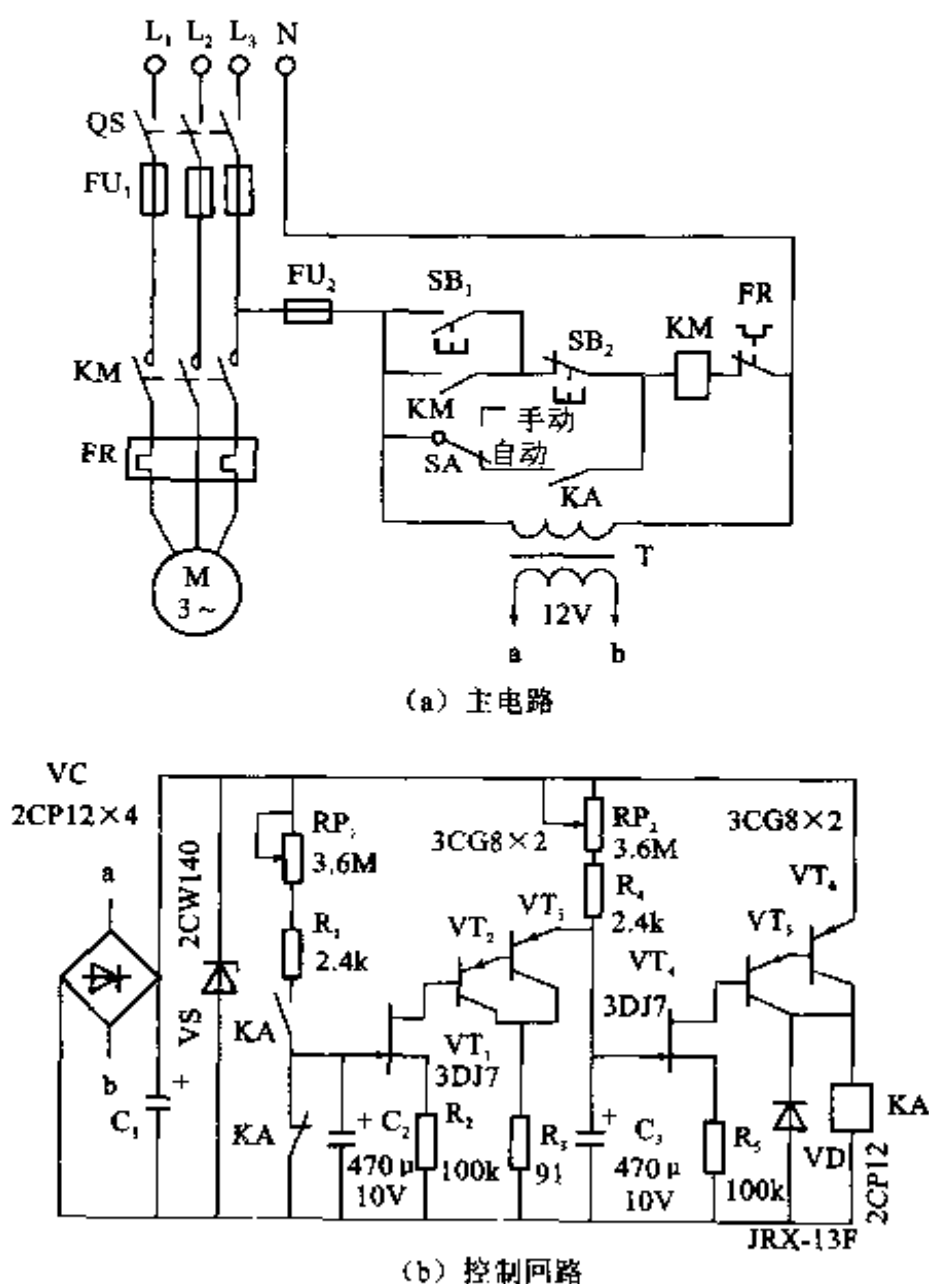 L₁ L₂ L₃ N
QS
FU₁
FU₂
SB₁
FR
KM
SB₂
KM
KM
手动
FR
自动
SA
KA
T
M
3~
12V
a b
(a) 主电路
VC
2CP12×4
RP₁
3.6M
3CG8×2
RP₂
3.6M
3CG8×2
a
2CW140
VS
R₁
2.4k
VT₂
VT₃
R₄
2.4k
VT₄
3DJ7
VT₅
VT₆
KA
VT₁
3DJ7
b
C₁
+
KA
+
C₂
470μ
10V
R₂
100k
R₃
91
+
C₃
470μ
10V
R₅
100k
VD
2CP12
KA
JRX-13F
(b) 控制回路